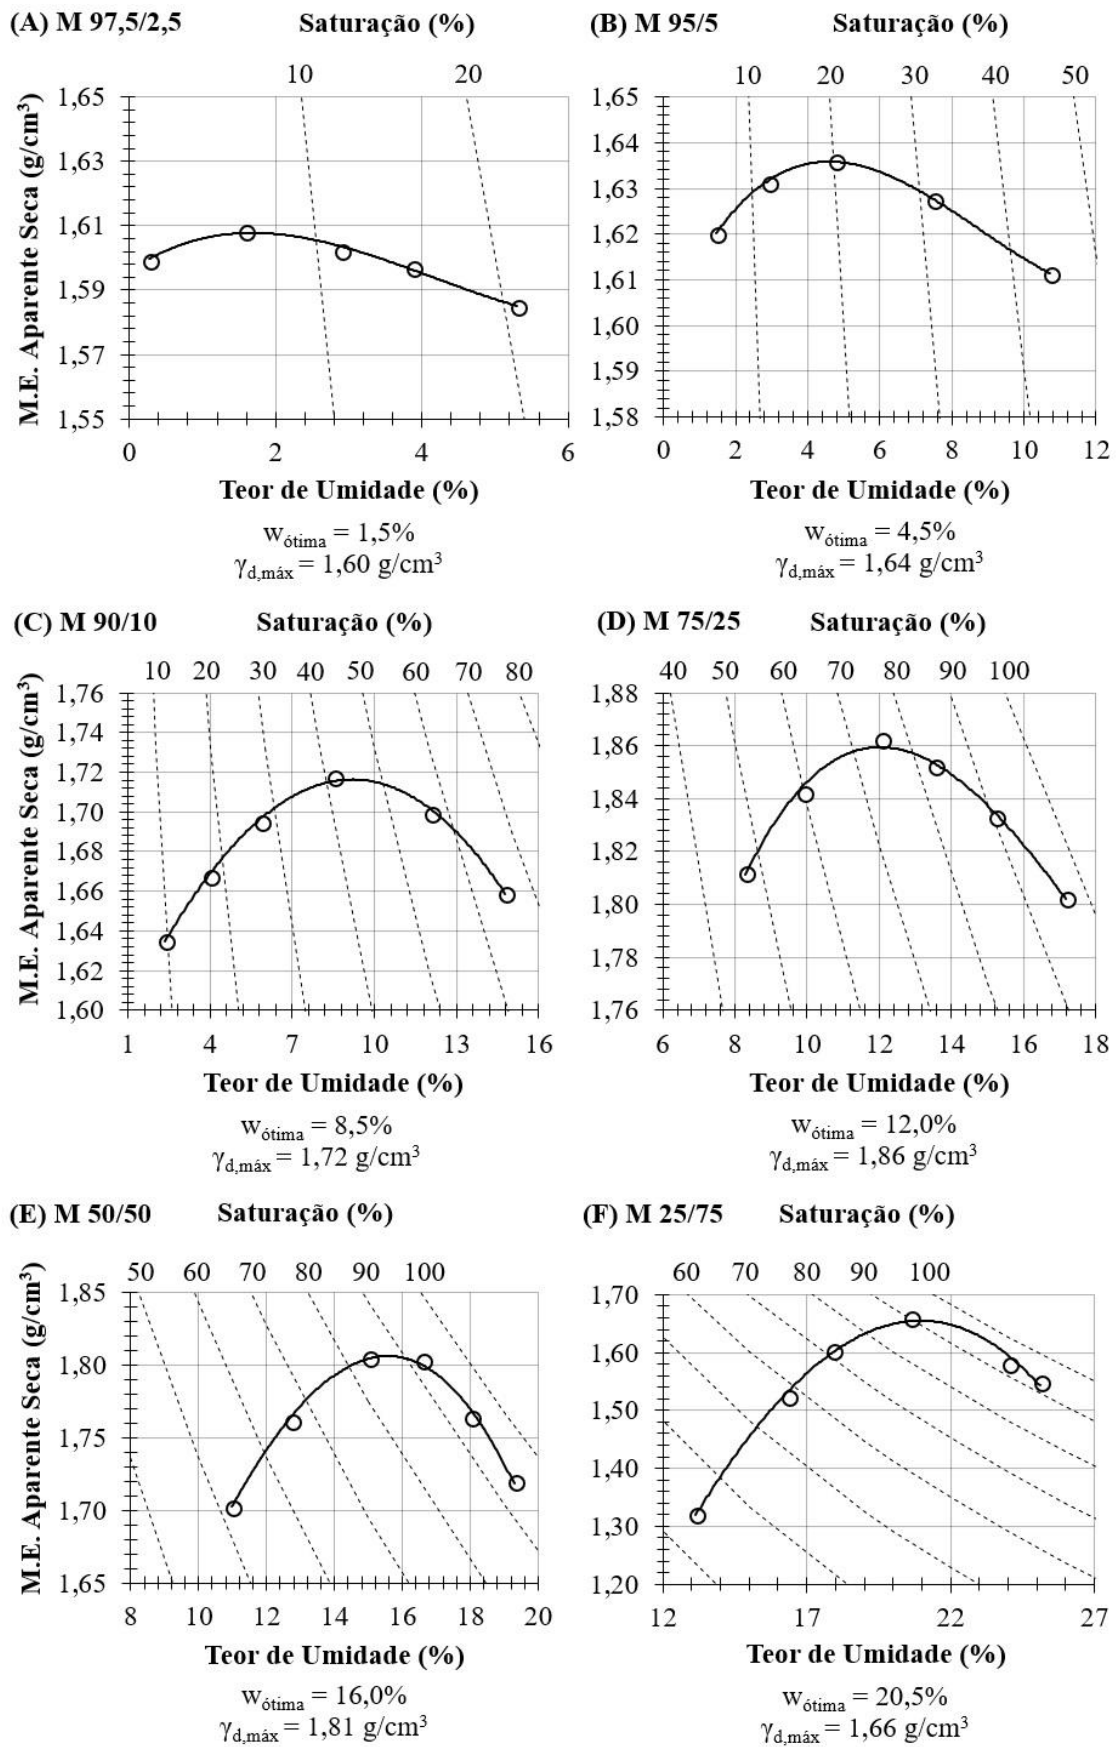 (A) M 97,5/2,5 Saturação (%)
10 20
M.E. Aparente Seca (g/cm³)
1,65
1,63
1,61
1,59
1,57
1,55
0 2 4 6
Teor de Umidade (%)
wótima = 1,5%
γd,máx = 1,60 g/cm³
(B) M 95/5 Saturação (%)
10 20 30 40 50
1,65
1,64
1,63
1,62
1,61
1,60
1,59
1,58
0 2 4 6 8 10 12
Teor de Umidade (%)
wótima = 4,5%
γd,máx = 1,64 g/cm³
(C) M 90/10 Saturação (%)
10 20 30 40 50 60 70 80
M.E. Aparente Seca (g/cm³)
1,76
1,74
1,72
1,70
1,68
1,66
1,64
1,62
1,60
1 4 7 10 13 16
Teor de Umidade (%)
wótima = 8,5%
γd,máx = 1,72 g/cm³
(D) M 75/25 Saturação (%)
40 50 60 70 80 90 100
1,88
1,86
1,84
1,82
1,80
1,78
1,76
6 8 10 12 14 16 18
Teor de Umidade (%)
wótima = 12,0%
γd,máx = 1,86 g/cm³
(E) M 50/50 Saturação (%)
50 60 70 80 90 100
M.E. Aparente Seca (g/cm³)
1,85
1,80
1,75
1,70
1,65
8 10 12 14 16 18 20
Teor de Umidade (%)
wótima = 16,0%
γd,máx = 1,81 g/cm³
(F) M 25/75 Saturação (%)
60 70 80 90 100
1,70
1,60
1,50
1,40
1,30
1,20
12 17 22 27
Teor de Umidade (%)
wótima = 20,5%
γd,máx = 1,66 g/cm³